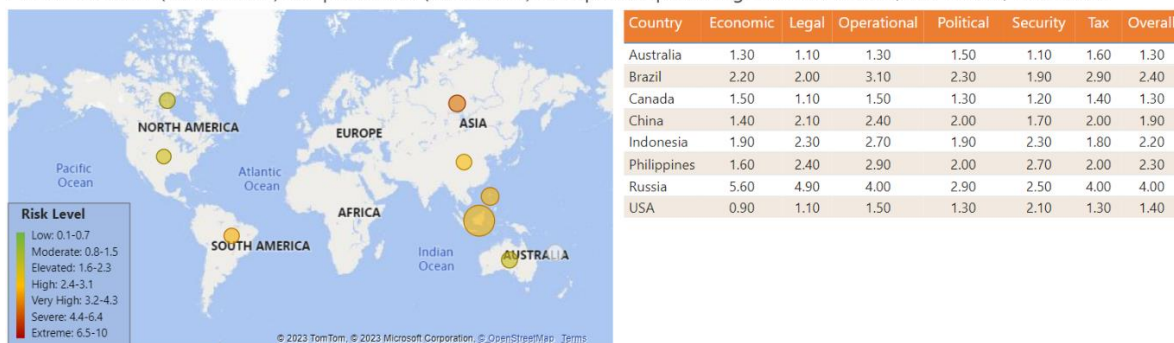 NORTH AMERICA
EUROPE
ASIA
Pacific
Ocean
Atlantic
Ocean
AFRICA
SOUTH AMERICA
Indian
Ocean
AUSTRALIA
Risk Level
Low: 0.1-0.7
Moderate: 0.8-1.5
Elevated: 1.6-2.3
High: 2.4-3.1
Very High: 3.2-4.3
Severe: 4.4-6.4
Extreme: 6.5-10
© 2023 TomTom, © 2023 Microsoft Corporation, © OpenStreetMap Terms
Country Economic Legal Operational Political Security Tax Overall
Australia 1.30 1.10 1.30 1.50 1.10 1.60 1.30
Brazil 2.20 2.00 3.10 2.30 1.90 2.90 2.40
Canada 1.50 1.10 1.50 1.30 1.20 1.40 1.30
China 1.40 2.10 2.40 2.00 1.70 2.00 1.90
Indonesia 1.90 2.30 2.70 1.90 2.30 1.80 2.20
Philippines 1.60 2.40 2.90 2.00 2.70 2.00 2.30
Russia 5.60 4.90 4.00 2.90 2.50 4.00 4.00
USA 0.90 1.10 1.50 1.30 2.10 1.30 1.40